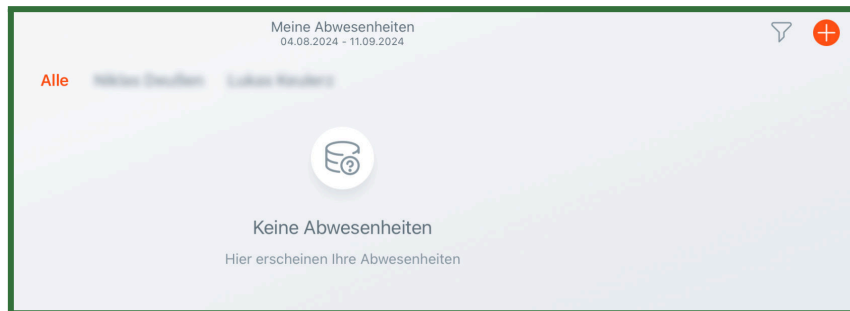 Meine Abwesenheiten
04.08.2024 - 11.09.2024
Alle
Keine Abwesenheiten
Hier erscheinen Ihre Abwesenheiten